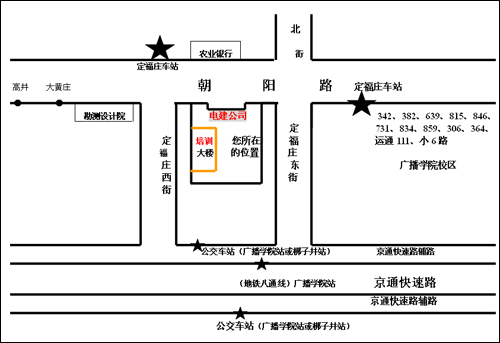 北
街
农业银行
定福庄车站
朝 阳 路
定福庄车站
高井
大黄庄
勘测设计院
电建公司
342、382、639、815、846、
731、834、859、306、364、
运通 111、小 6 路
广播学院校区
定福庄西街
培训
大楼
您所在
的位置
定福庄东街
公交车站（广播学院站或梆子井站）
京通快速路辅路
（地铁八通线）广播学院站
京通快速路
京通快速路辅路
公交车站（广播学院站或梆子井站）